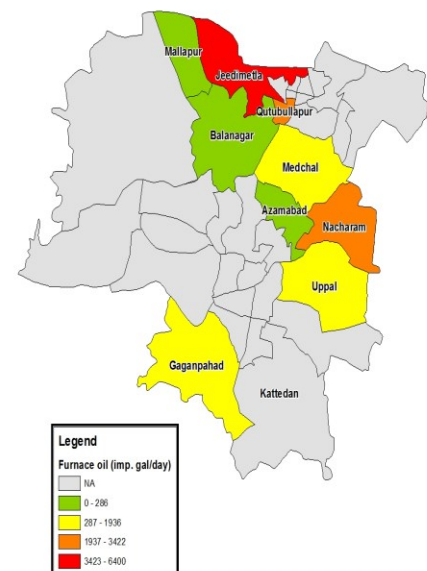 Mallapur
Jeedimetla
Qutubullapur
Balanagar
Medchal
Azamabad
Nacharam
Uppal
Gaganpahad
Kattedan
Legend
Furnace oil (imp. gal/day)
NA
0 - 286
287 - 1936
1937 - 3422
3423 - 6400